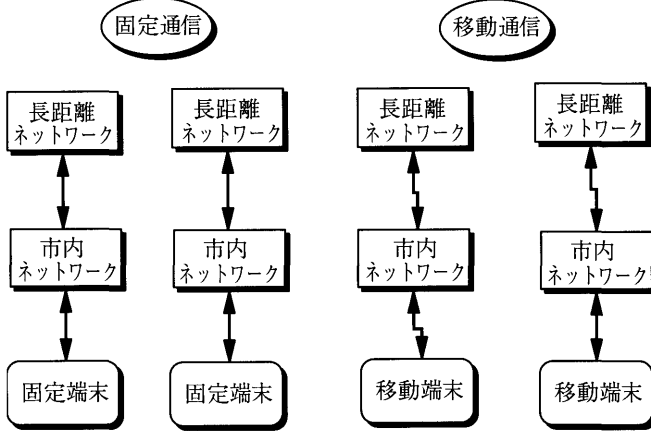 固定通信
移動通信
長距離
ネットワーク
長距離
ネットワーク
長距離
ネットワーク
長距離
ネットワーク
市内
ネットワーク
市内
ネットワーク
市内
ネットワーク
市内
ネットワーク
固定端末
固定端末
移動端末
移動端末